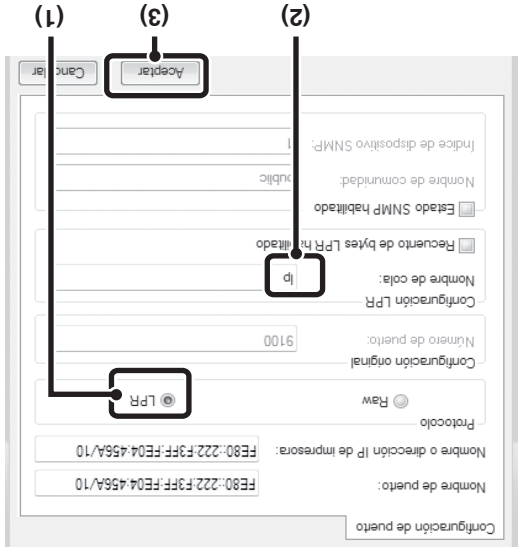 Configuración de puerto
Nombre de puerto: FE80::222:F3FF:FE04:456A/10
Nombre o dirección IP de impresora: FE80::222:F3FF:FE04:456A/10
Protocolo
Raw LPR
Configuración original
Número de puerto: 9100
Configuración LPR
Nombre de cola: lp
Recuento de bytes LPR habilitado
Estado SNMP habilitado
Nombre de comunidad: public
Índice de dispositivo SNMP: 1
Aceptar Cancelar
(1) (3) (2)